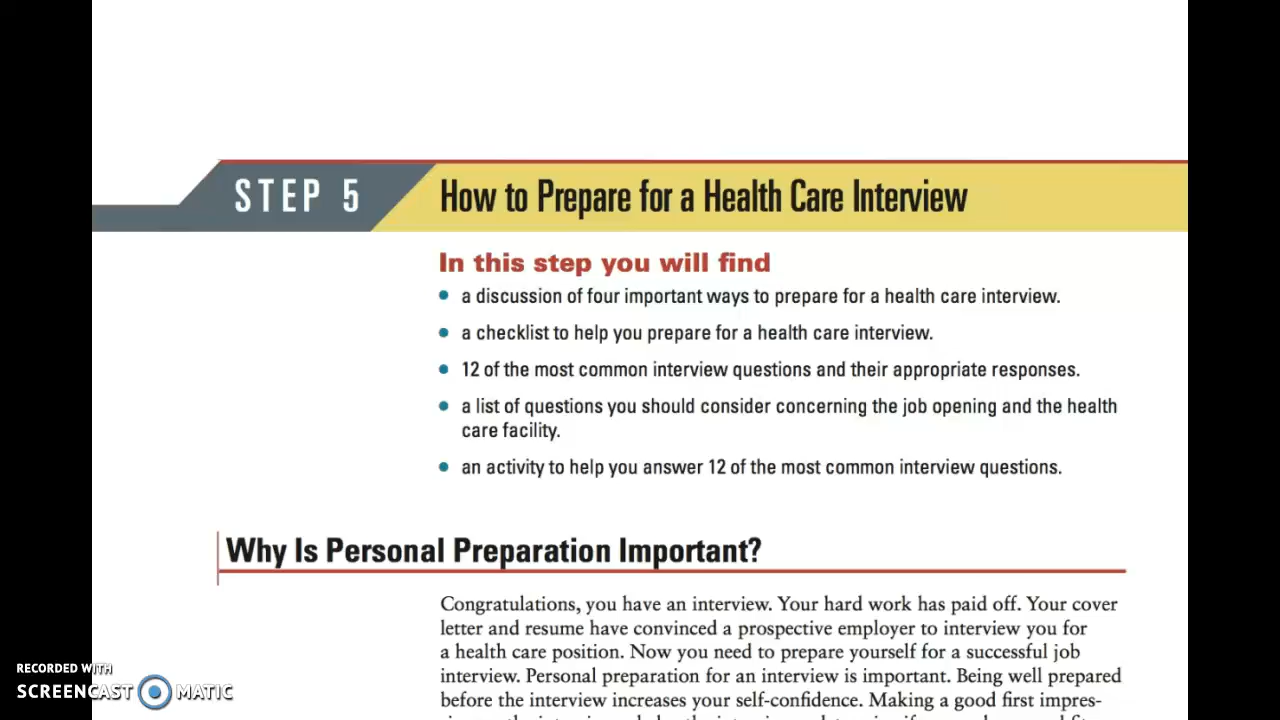 STEP 5
How to Prepare for a Health Care Interview
In this step you will find
• a discussion of four important ways to prepare for a health care interview.
• a checklist to help you prepare for a health care interview.
• 12 of the most common interview questions and their appropriate responses.
• a list of questions you should consider concerning the job opening and the health
care facility.
• an activity to help you answer 12 of the most common interview questions.
Why Is Personal Preparation Important?
Congratulations, you have an interview. Your hard work has paid off. Your cover
letter and resume have convinced a prospective employer to interview you for
a health care position. Now you need to prepare yourself for a successful job
interview. Personal preparation for an interview is important. Being well prepared
before the interview increases your self-confidence. Making a good first impres-
RECORDED WITH
SCREENCAST MATIC